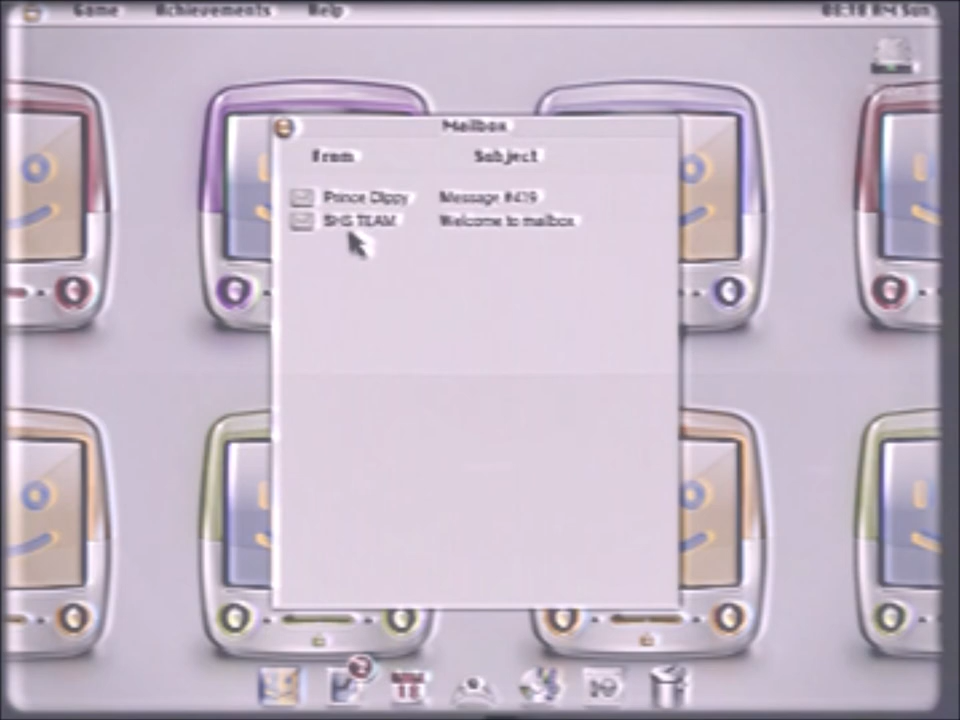 Game Achievements Help
Mailbox
From Subject
Prince Dippy Message #419
SHS TEAM Welcome to mailbox